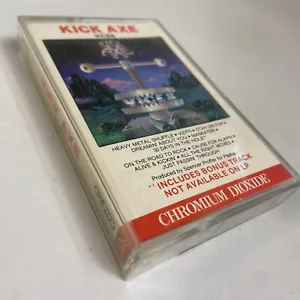 KICK AXE
VICES
HEAVY METAL SHUFFLE • VICES • STAY ON TOP •
DREAMIN' ABOUT YOU • MANEATER •
30 DAYS IN THE HOLE**
ON THE ROAD TO ROCK • CAUSE FOR ALARM •
ALIVE & KICKIN' • ALL THE RIGHT MOVES •
JUST PASSIN' THROUGH
Produced by Spencer Proffer for Pasha
** INCLUDES BONUS TRACK
NOT AVAILABLE ON LP
CHROMIUM DIOXIDE